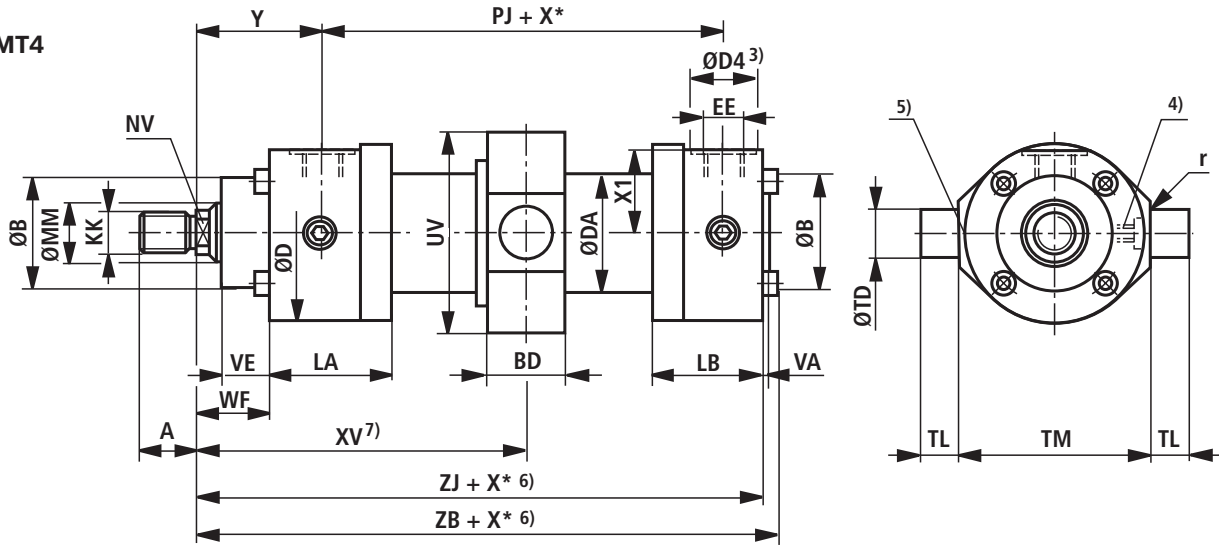 MT4
Y
PJ + X*
ØD4 3)
EE
NV
5)
4)
r
ØB
ØMM
KK
ØD
UV
ØDA
X1
ØB
ØTD
VE
LA
BD
LB
VA
WF
A
XV 7)
TL
TM
TL
ZJ + X* 6)
ZB + X* 6)